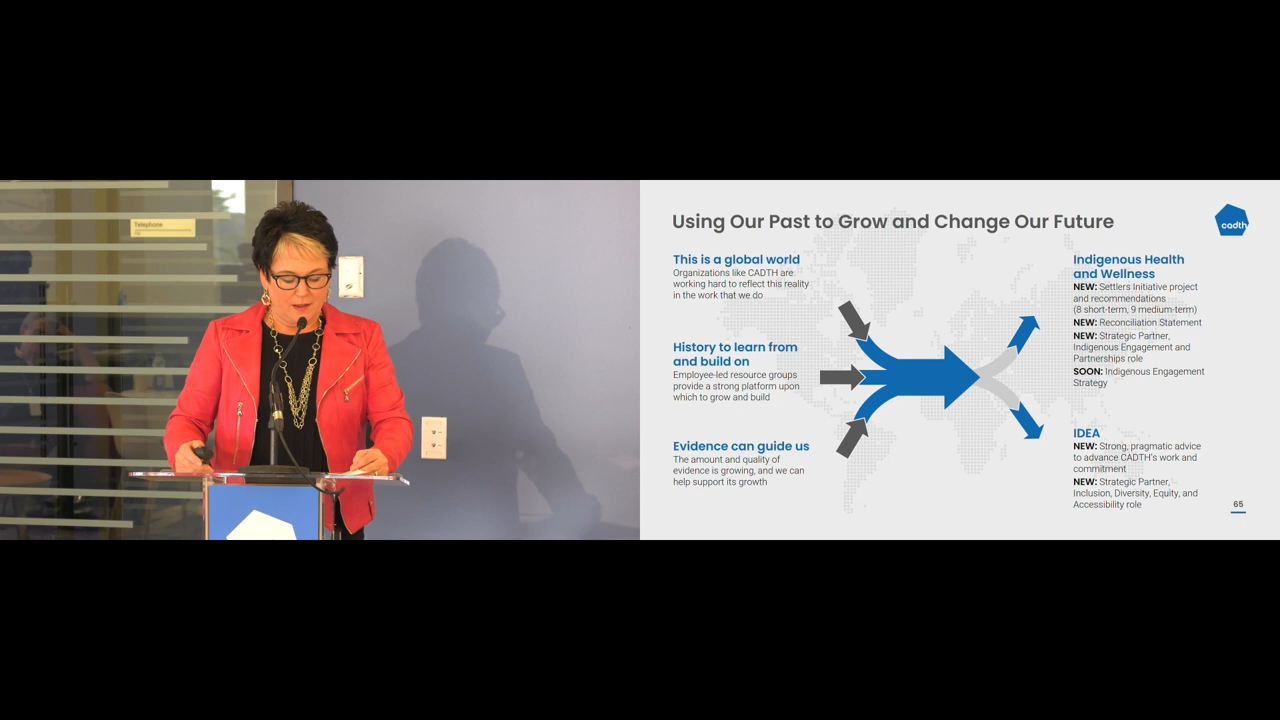 Telephone
Using Our Past to Grow and Change Our Future
cadth
This is a global world
Organizations like CADTH are
working hard to reflect this reality
in the work that we do
History to learn from
and build on
Employee-led resource groups
provide a strong platform upon
which to grow and build
Evidence can guide us
The amount and quality of
evidence is growing, and we can
help support its growth
Indigenous Health
and Wellness
NEW: Settlers Initiative project
and recommendations
(8 short-term, 9 medium-term)
NEW: Reconciliation Statement
NEW: Strategic Partner,
Indigenous Engagement and
Partnerships role
SOON: Indigenous Engagement
Strategy
IDEA
NEW: Strong, pragmatic advice
to advance CADTH's work and
commitment
NEW: Strategic Partner,
Inclusion, Diversity, Equity, and
Accessibility role
65